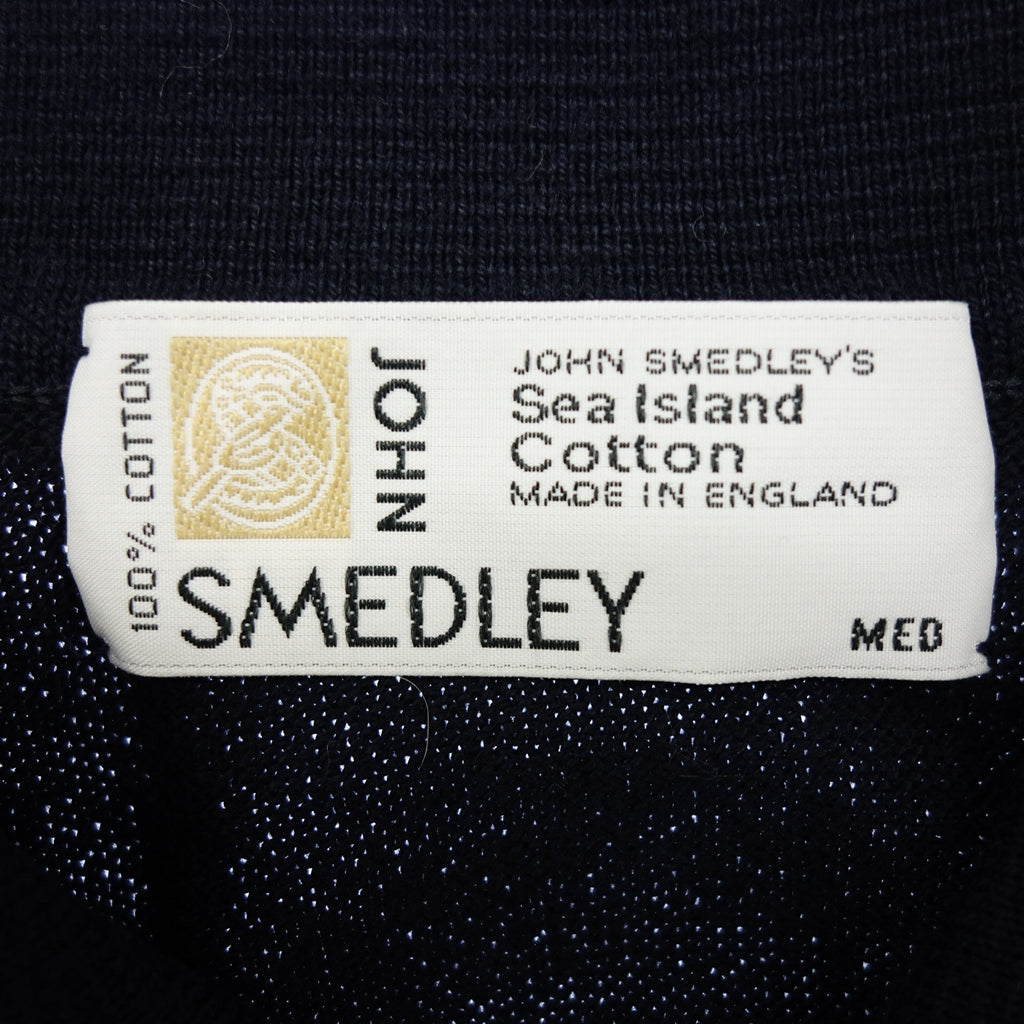 100% COTTON
JOHN
SMEDLEY
JOHN SMEDLEY'S
Sea Island
Cotton
MADE IN ENGLAND
MED